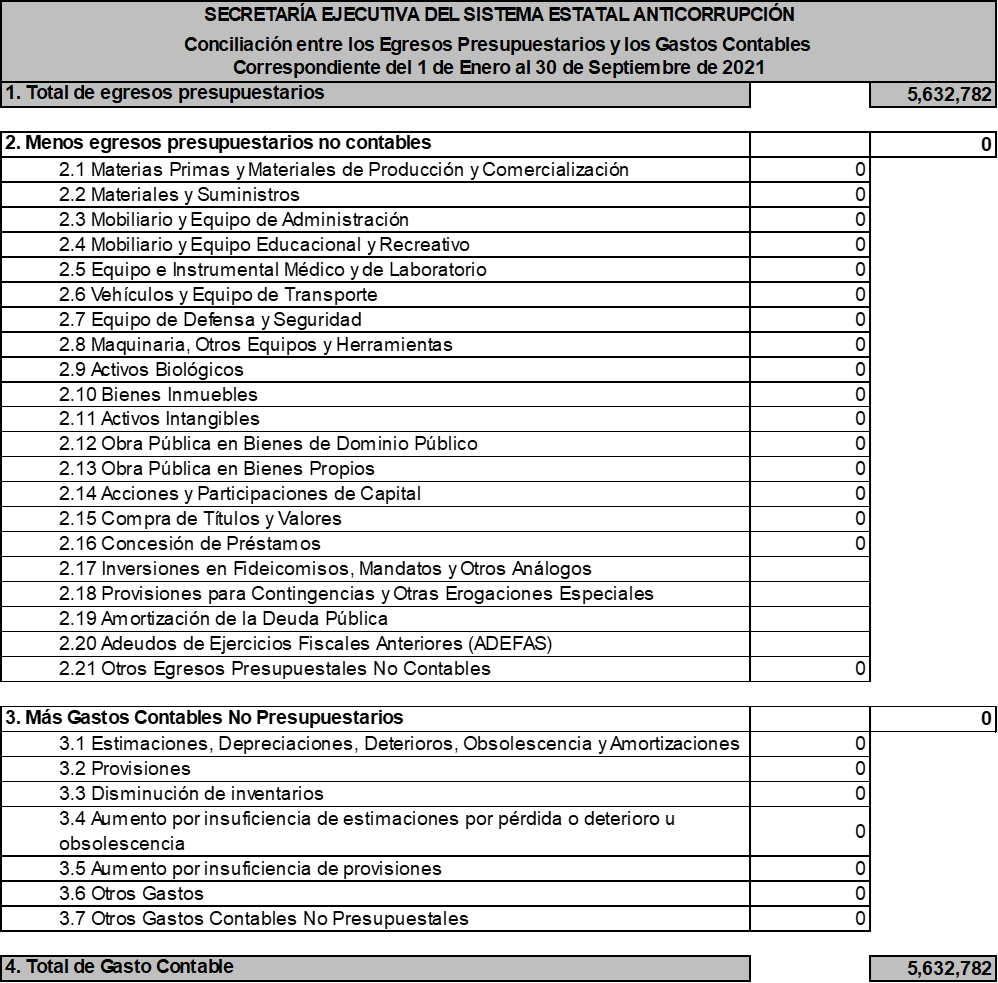 SECRETARÍA EJECUTIVA DEL SISTEMA ESTATAL ANTICORRUPCIÓN
Conciliación entre los Egresos Presupuestarios y los Gastos Contables
Correspondiente del 1 de Enero al 30 de Septiembre de 2021
1. Total de egresos presupuestarios 5,632,782
2. Menos egresos presupuestarios no contables 0
2.1 Materias Primas y Materiales de Producción y Comercialización 0
2.2 Materiales y Suministros 0
2.3 Mobiliario y Equipo de Administración 0
2.4 Mobiliario y Equipo Educacional y Recreativo 0
2.5 Equipo e Instrumental Médico y de Laboratorio 0
2.6 Vehículos y Equipo de Transporte 0
2.7 Equipo de Defensa y Seguridad 0
2.8 Maquinaria, Otros Equipos y Herramientas 0
2.9 Activos Biológicos 0
2.10 Bienes Inmuebles 0
2.11 Activos Intangibles 0
2.12 Obra Pública en Bienes de Dominio Público 0
2.13 Obra Pública en Bienes Propios 0
2.14 Acciones y Participaciones de Capital 0
2.15 Compra de Títulos y Valores 0
2.16 Concesión de Préstamos 0
2.17 Inversiones en Fideicomisos, Mandatos y Otros Análogos
2.18 Provisiones para Contingencias y Otras Erogaciones Especiales
2.19 Amortización de la Deuda Pública
2.20 Adeudos de Ejercicios Fiscales Anteriores (ADEFAS)
2.21 Otros Egresos Presupuestales No Contables 0
3. Más Gastos Contables No Presupuestarios 0
3.1 Estimaciones, Depreciaciones, Deterioros, Obsolescencia y Amortizaciones 0
3.2 Provisiones 0
3.3 Disminución de inventarios 0
3.4 Aumento por insuficiencia de estimaciones por pérdida o deterioro u
obsolescencia 0
3.5 Aumento por insuficiencia de provisiones 0
3.6 Otros Gastos 0
3.7 Otros Gastos Contables No Presupuestales 0
4. Total de Gasto Contable 5,632,782